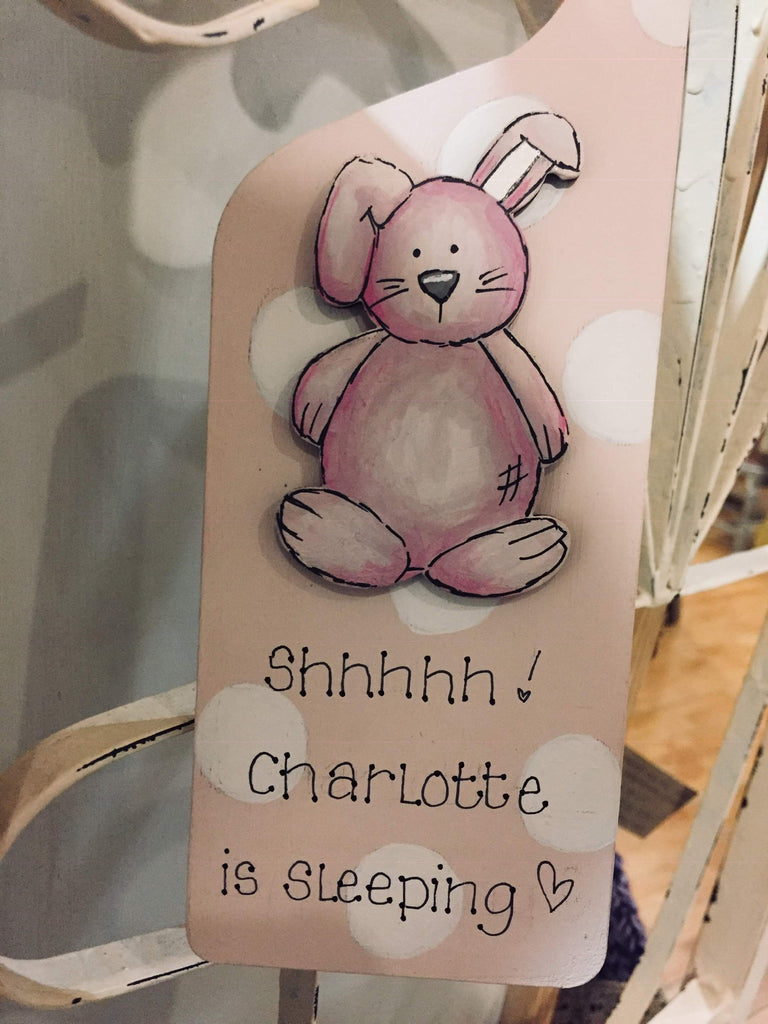 Shhhhh!
Charlotte
is sleeping ♡